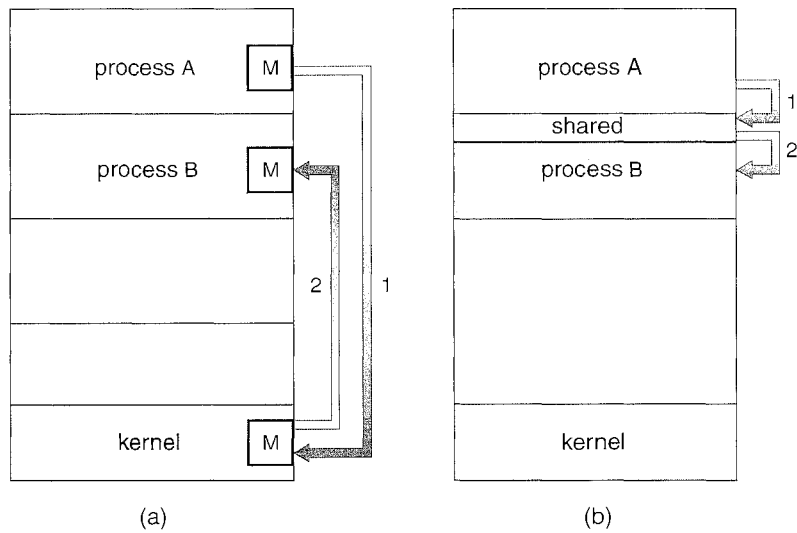 process A
M
process B
M
2
1
kernel
M
(a)
process A
1
shared
2
process B
kernel
(b)